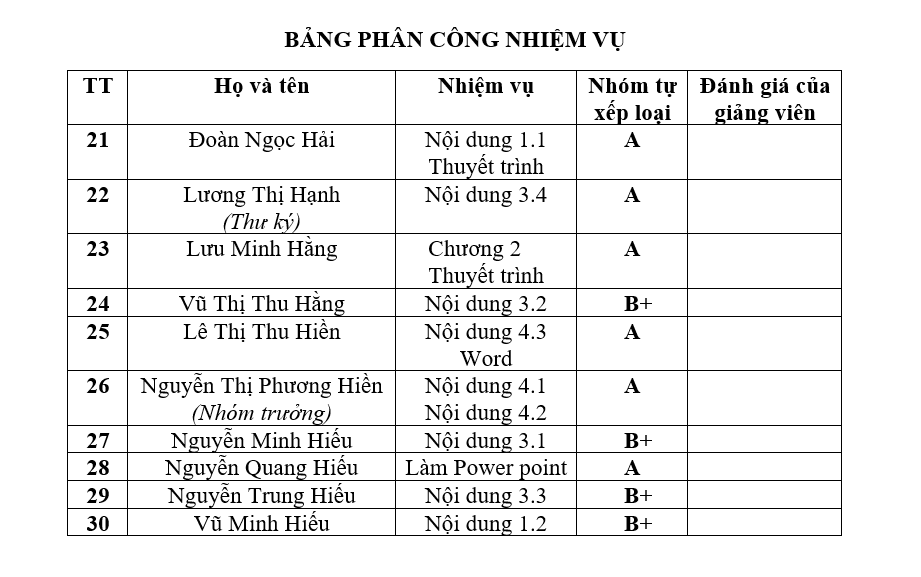 BẢNG PHÂN CÔNG NHIỆM VỤ
TT Họ và tên Nhiệm vụ Nhóm tự xếp loại Đánh giá của giảng viên
21 Đoàn Ngọc Hải Nội dung 1.1 A
Thuyết trình
22 Lương Thị Hạnh Nội dung 3.4 A
(Thư ký)
23 Lưu Minh Hằng Chương 2 A
Thuyết trình
24 Vũ Thị Thu Hằng Nội dung 3.2 B+
25 Lê Thị Thu Hiền Nội dung 4.3 A
Word
26 Nguyễn Thị Phương Hiền Nội dung 4.1 A
(Nhóm trưởng) Nội dung 4.2
27 Nguyễn Minh Hiếu Nội dung 3.1 B+
28 Nguyễn Quang Hiếu Làm Power point A
29 Nguyễn Trung Hiếu Nội dung 3.3 B+
30 Vũ Minh Hiếu Nội dung 1.2 B+